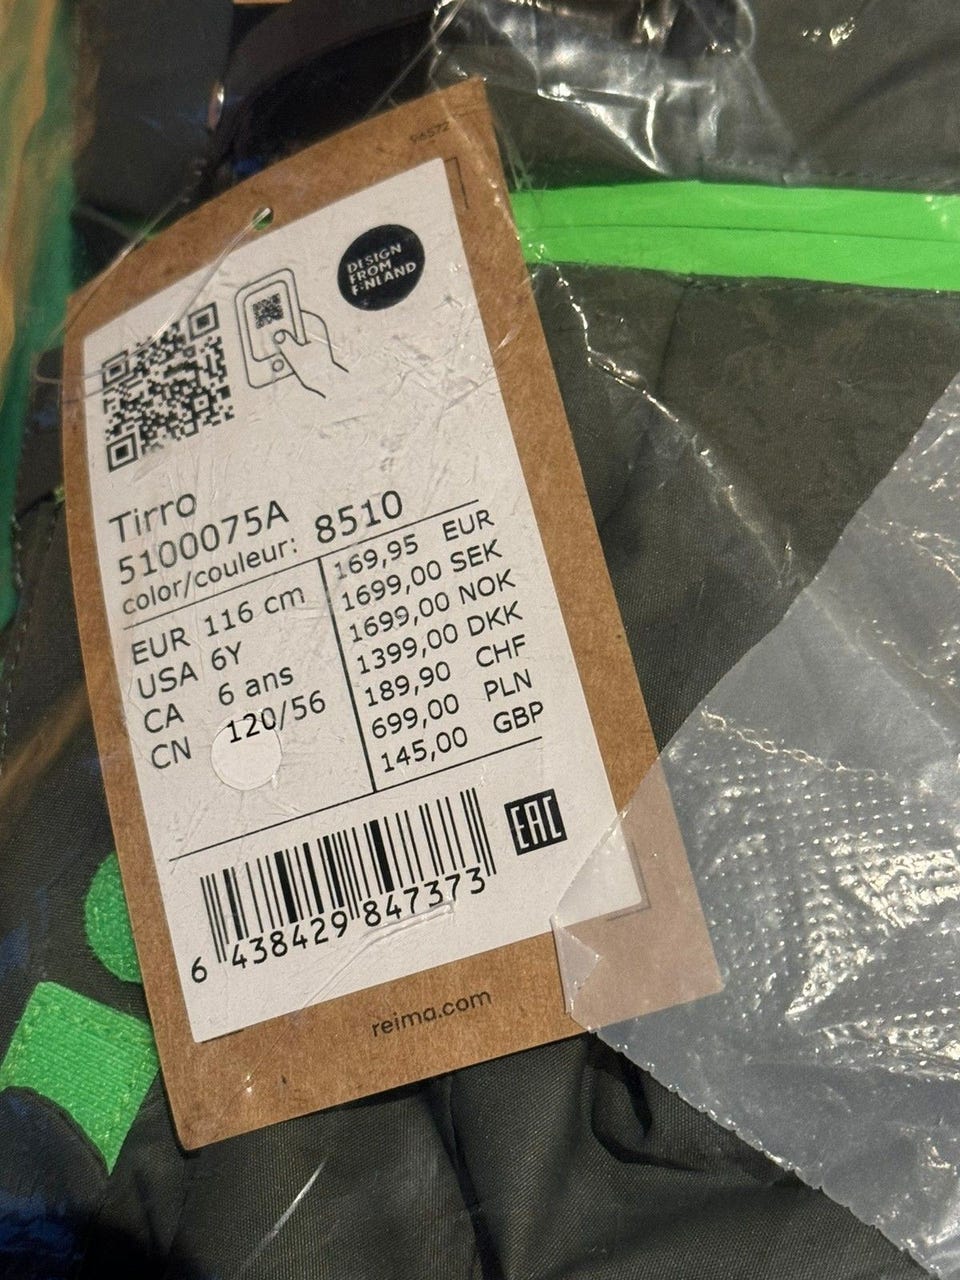 96572
DESIGN
FROM
FINLAND
Tirro
5100075A
color/couleur: 8510
EUR 116 cm
USA 6Y
CA 6 ans
CN 120/56
169,95 EUR
1699,00 SEK
1699,00 NOK
1399,00 DKK
189,90 CHF
699,00 PLN
145,00 GBP
EAC
6 438429 847373
reima.com